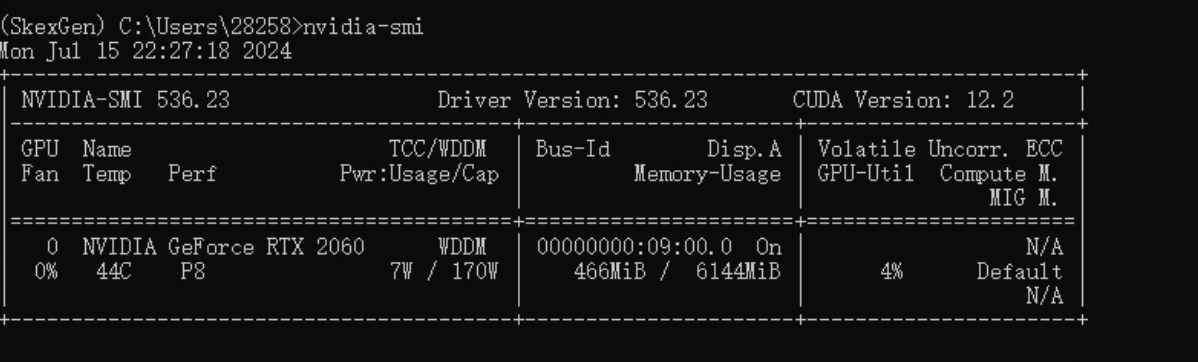 (SkexGen) C:\Users\28258>nvidia-smi
Mon Jul 15 22:27:18 2024
+---------------------------------------------------------------------------------------+
| NVIDIA-SMI 536.23                 Driver Version: 536.23       CUDA Version: 12.2     |
|-----------------------------------------+----------------------+----------------------+
| GPU  Name                     TCC/WDDM  | Bus-Id        Disp.A | Volatile Uncorr. ECC |
| Fan  Temp   Perf          Pwr:Usage/Cap |         Memory-Usage | GPU-Util  Compute M. |
|                                         |                      |               MIG M. |
|=========================================+======================+======================|
|   0  NVIDIA GeForce RTX 2060      WDDM  | 00000000:09:00.0  On |                  N/A |
|  0%   44C    P8                7W / 170W |    466MiB /  6144MiB |      4%      Default |
|                                         |                      |                  N/A |
+-----------------------------------------+----------------------+----------------------+